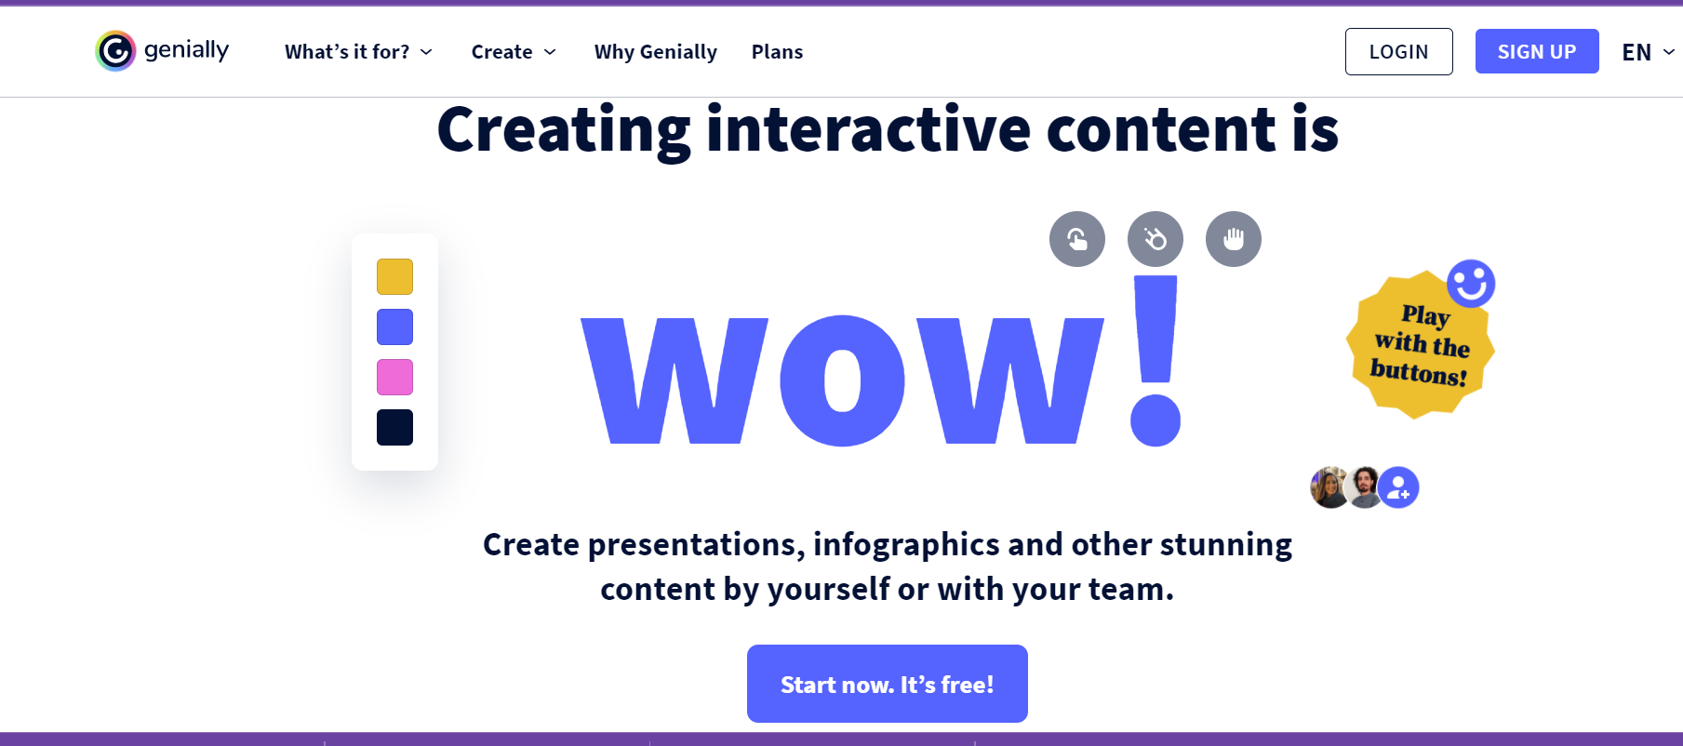 genially
What’s it for?
Create
Why Genially
Plans
LOGIN
SIGN UP
EN
Creating interactive content is
wow!
Play
with the
buttons!
Create presentations, infographics and other stunning
content by yourself or with your team.
Start now. It’s free!